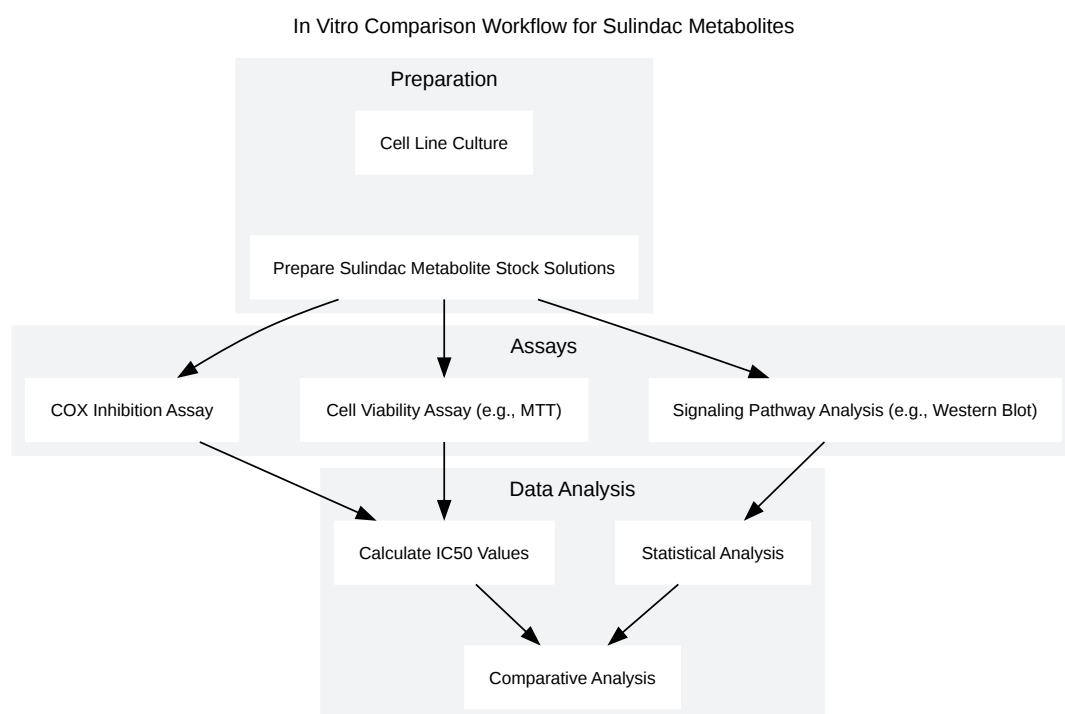 In Vitro Comparison Workflow for Sulindac Metabolites
Preparation
Cell Line Culture
Prepare Sulindac Metabolite Stock Solutions
Assays
COX Inhibition Assay
Cell Viability Assay (e.g., MTT)
Signaling Pathway Analysis (e.g., Western Blot)
Data Analysis
Calculate IC50 Values
Statistical Analysis
Comparative Analysis